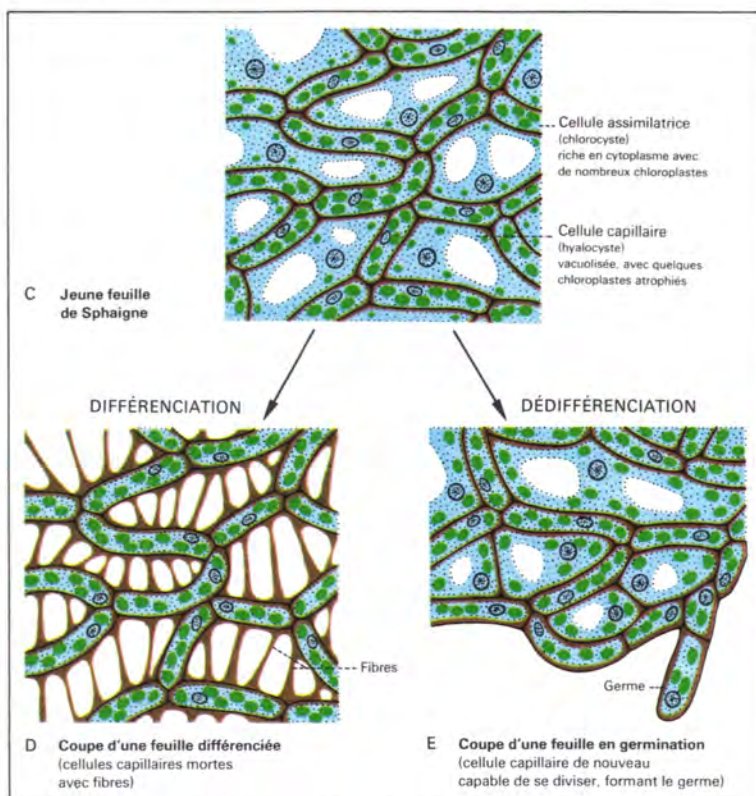 Cellule assimilatrice
(chlorocyste)
riche en cytoplasme avec
de nombreux chloroplastes
Cellule capillaire
(hyalocyste)
vacuolisée, avec quelques
chloroplastes atrophiés
C Jeune feuille
de Sphaigne
DIFFÉRENCIATION
DÉDIFFÉRENCIATION
Fibres
Germe
D Coupe d'une feuille différenciée
(cellules capillaires mortes
avec fibres)
E Coupe d'une feuille en germination
(cellule capillaire de nouveau
capable de se diviser, formant le germe)